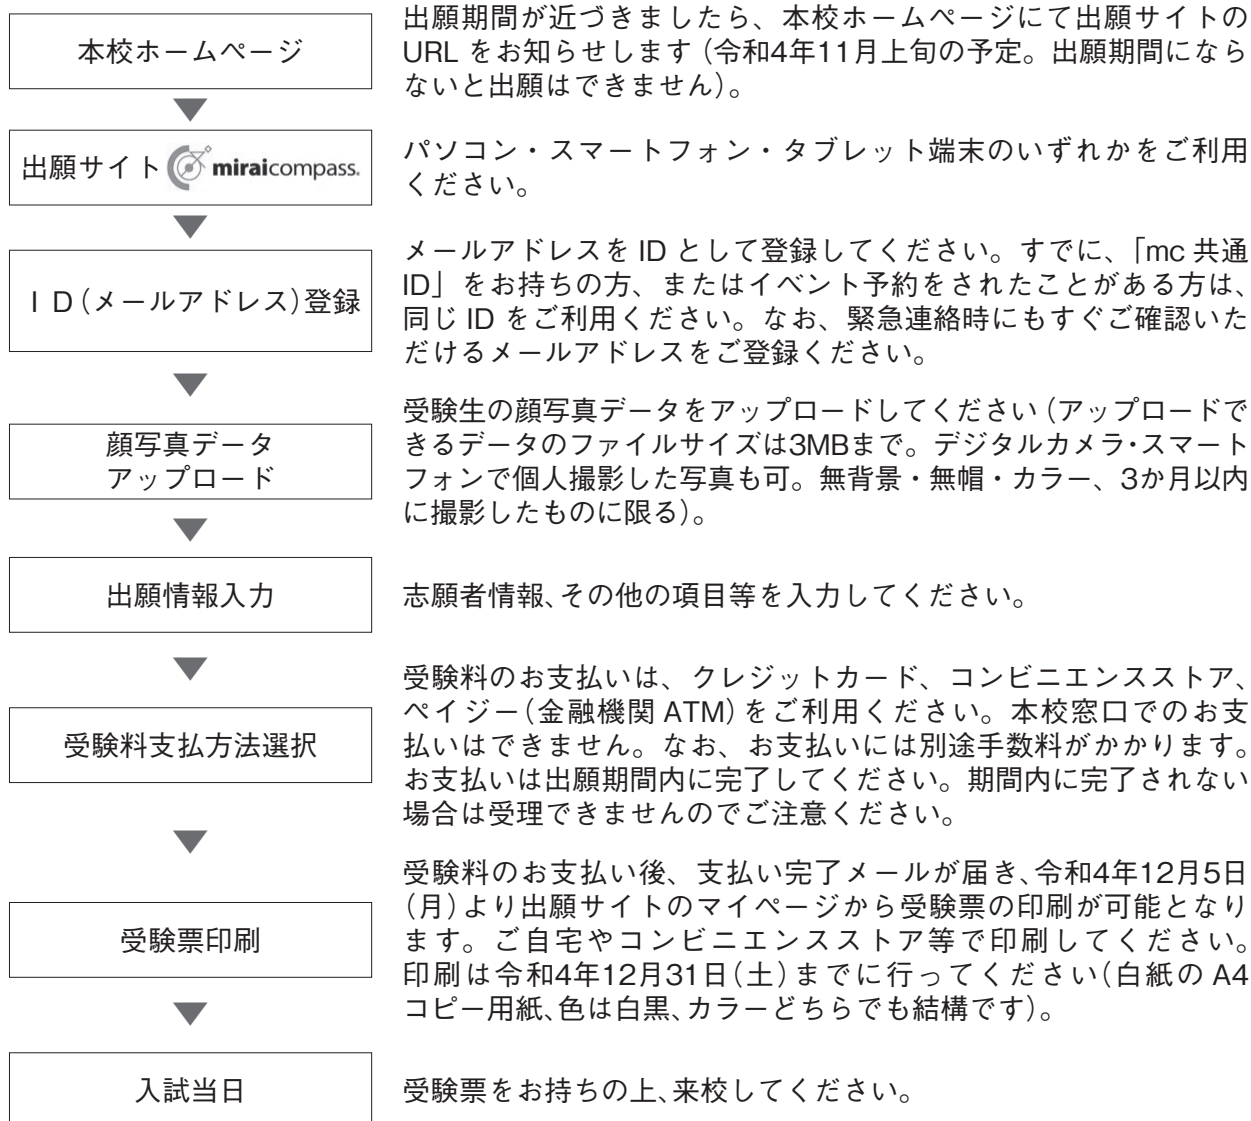 本校ホームページ
出願期間が近づきましたら、本校ホームページにて出願サイトの
URL をお知らせします（令和4年11月上旬の予定。出願期間になら
ないと出願はできません）。
出願サイト miraicompass.
パソコン・スマートフォン・タブレット端末のいずれかをご利用
ください。
ＩＤ（メールアドレス）登録
メールアドレスを ID として登録してください。すでに、「mc 共通
ID」をお持ちの方、またはイベント予約をされたことがある方は、
同じ ID をご利用ください。なお、緊急連絡時にもすぐご確認いた
だけるメールアドレスをご登録ください。
顔写真データ
アップロード
受験生の顔写真データをアップロードしてください（アップロードで
きるデータのファイルサイズは3MBまで。デジタルカメラ・スマート
フォンで個人撮影した写真も可。無背景・無帽・カラー、3か月以内
に撮影したものに限る）。
出願情報入力
志願者情報、その他の項目等を入力してください。
受験料支払方法選択
受験料のお支払いは、クレジットカード、コンビニエンスストア、
ペイジー（金融機関 ATM）をご利用ください。本校窓口でのお支
払いはできません。なお、お支払いには別途手数料がかかります。
お支払いは出願期間内に完了してください。期間内に完了されない
場合は受理できませんのでご注意ください。
受験票印刷
受験料のお支払い後、支払い完了メールが届き、令和4年12月5日
（月）より出願サイトのマイページから受験票の印刷が可能となり
ます。ご自宅やコンビニエンスストア等で印刷してください。
印刷は令和4年12月31日（土）までに行ってください（白紙の A4
コピー用紙、色は白黒、カラーどちらでも結構です）。
入試当日
受験票をお持ちの上、来校してください。